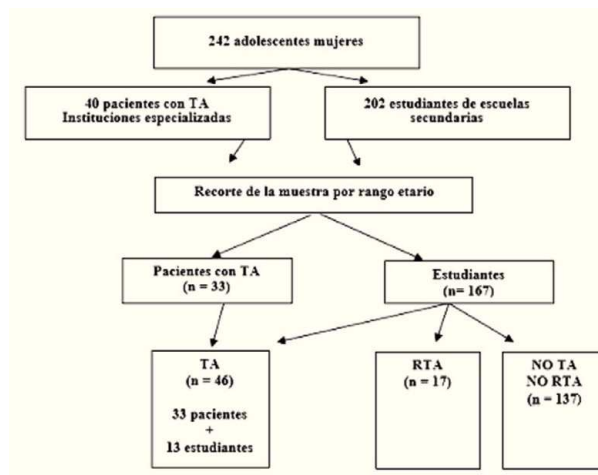 242 adolescentes mujeres
40 pacientes con TA
Instituciones especializadas
202 estudiantes de escuelas
secundarias
Recorte de la muestra por rango etario
Pacientes con TA
(n = 33)
Estudiantes
(n= 167)
TA
(n = 46)
33 pacientes
+
13 estudiantes
RTA
(n = 17)
NO TA
NO RTA
(n = 137)